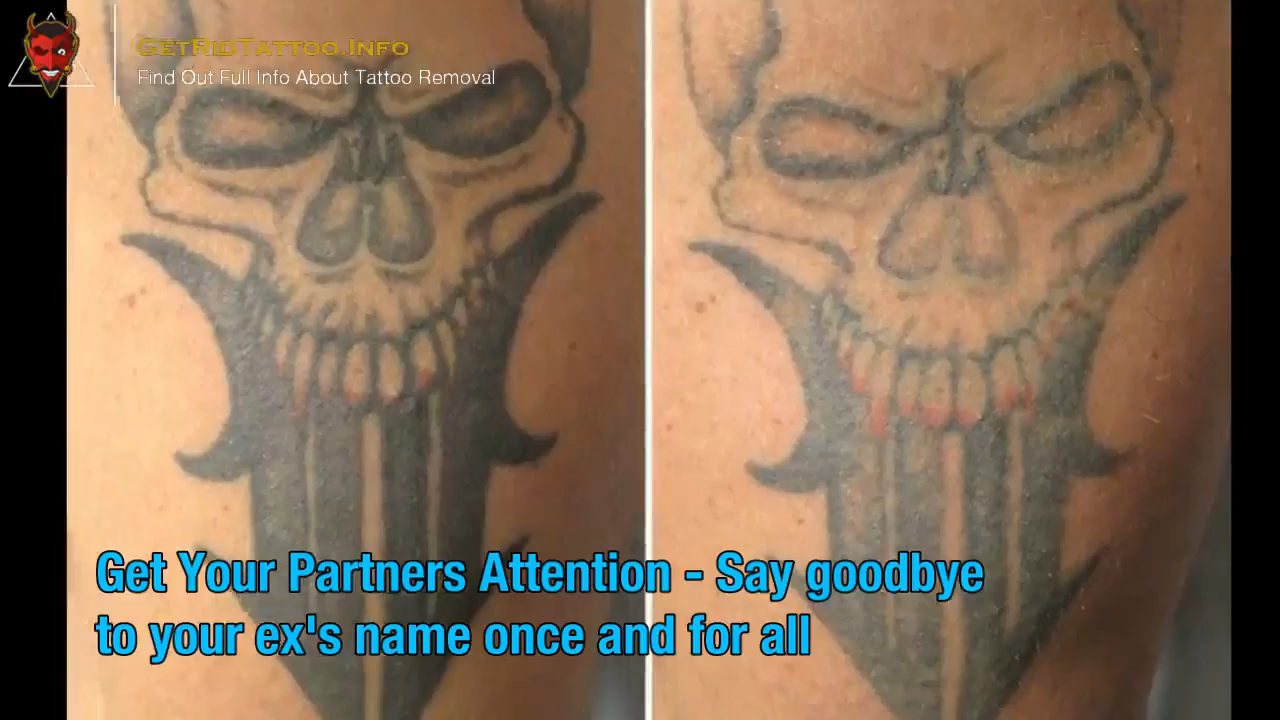 GetRidTattoo.Info
Find Out Full Info About Tattoo Removal
Get Your Partners Attention - Say goodbye
to your ex's name once and for all